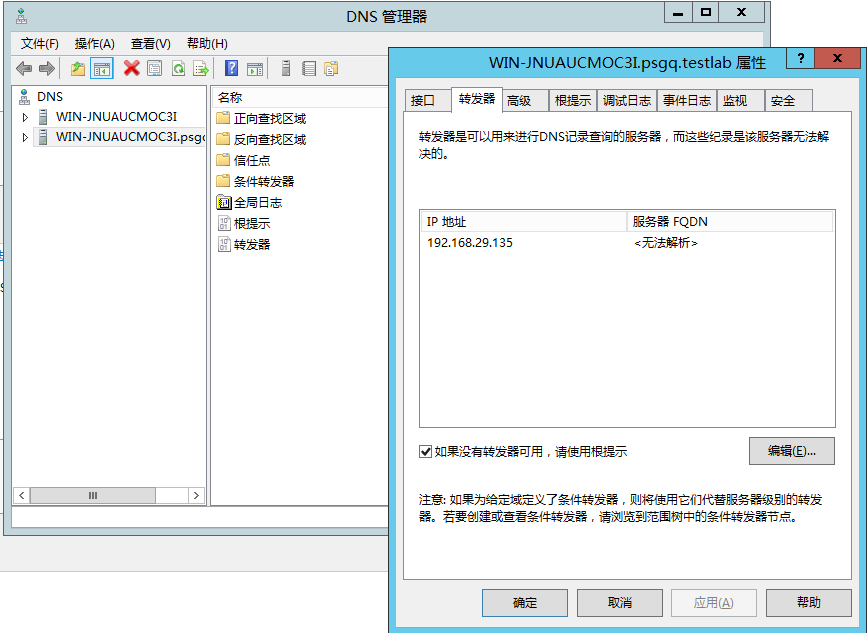 DNS 管理器
文件(F) 操作(A) 查看(V) 帮助(H)
DNS
WIN-JNUAUCMOC3I
WIN-JNUAUCMOC3I.psgq
名称
正向查找区域
反向查找区域
信任点
条件转发器
全局日志
根提示
转发器
WIN-JNUAUCMOC3I.psgq.testlab 属性
接口 转发器 高级 根提示 调试日志 事件日志 监视 安全
转发器是可以用来进行DNS记录查询的服务器，而这些纪录是该服务器无法解
决的。
IP 地址 服务器 FQDN
192.168.29.135 <无法解析>
如果没有转发器可用，请使用根提示
编辑(E)...
注意: 如果为给定域定义了条件转发器，则将使用它们代替服务器级别的转发
器。若要创建或查看条件转发器，请浏览到范围树中的条件转发器节点。
确定 取消 应用(A) 帮助